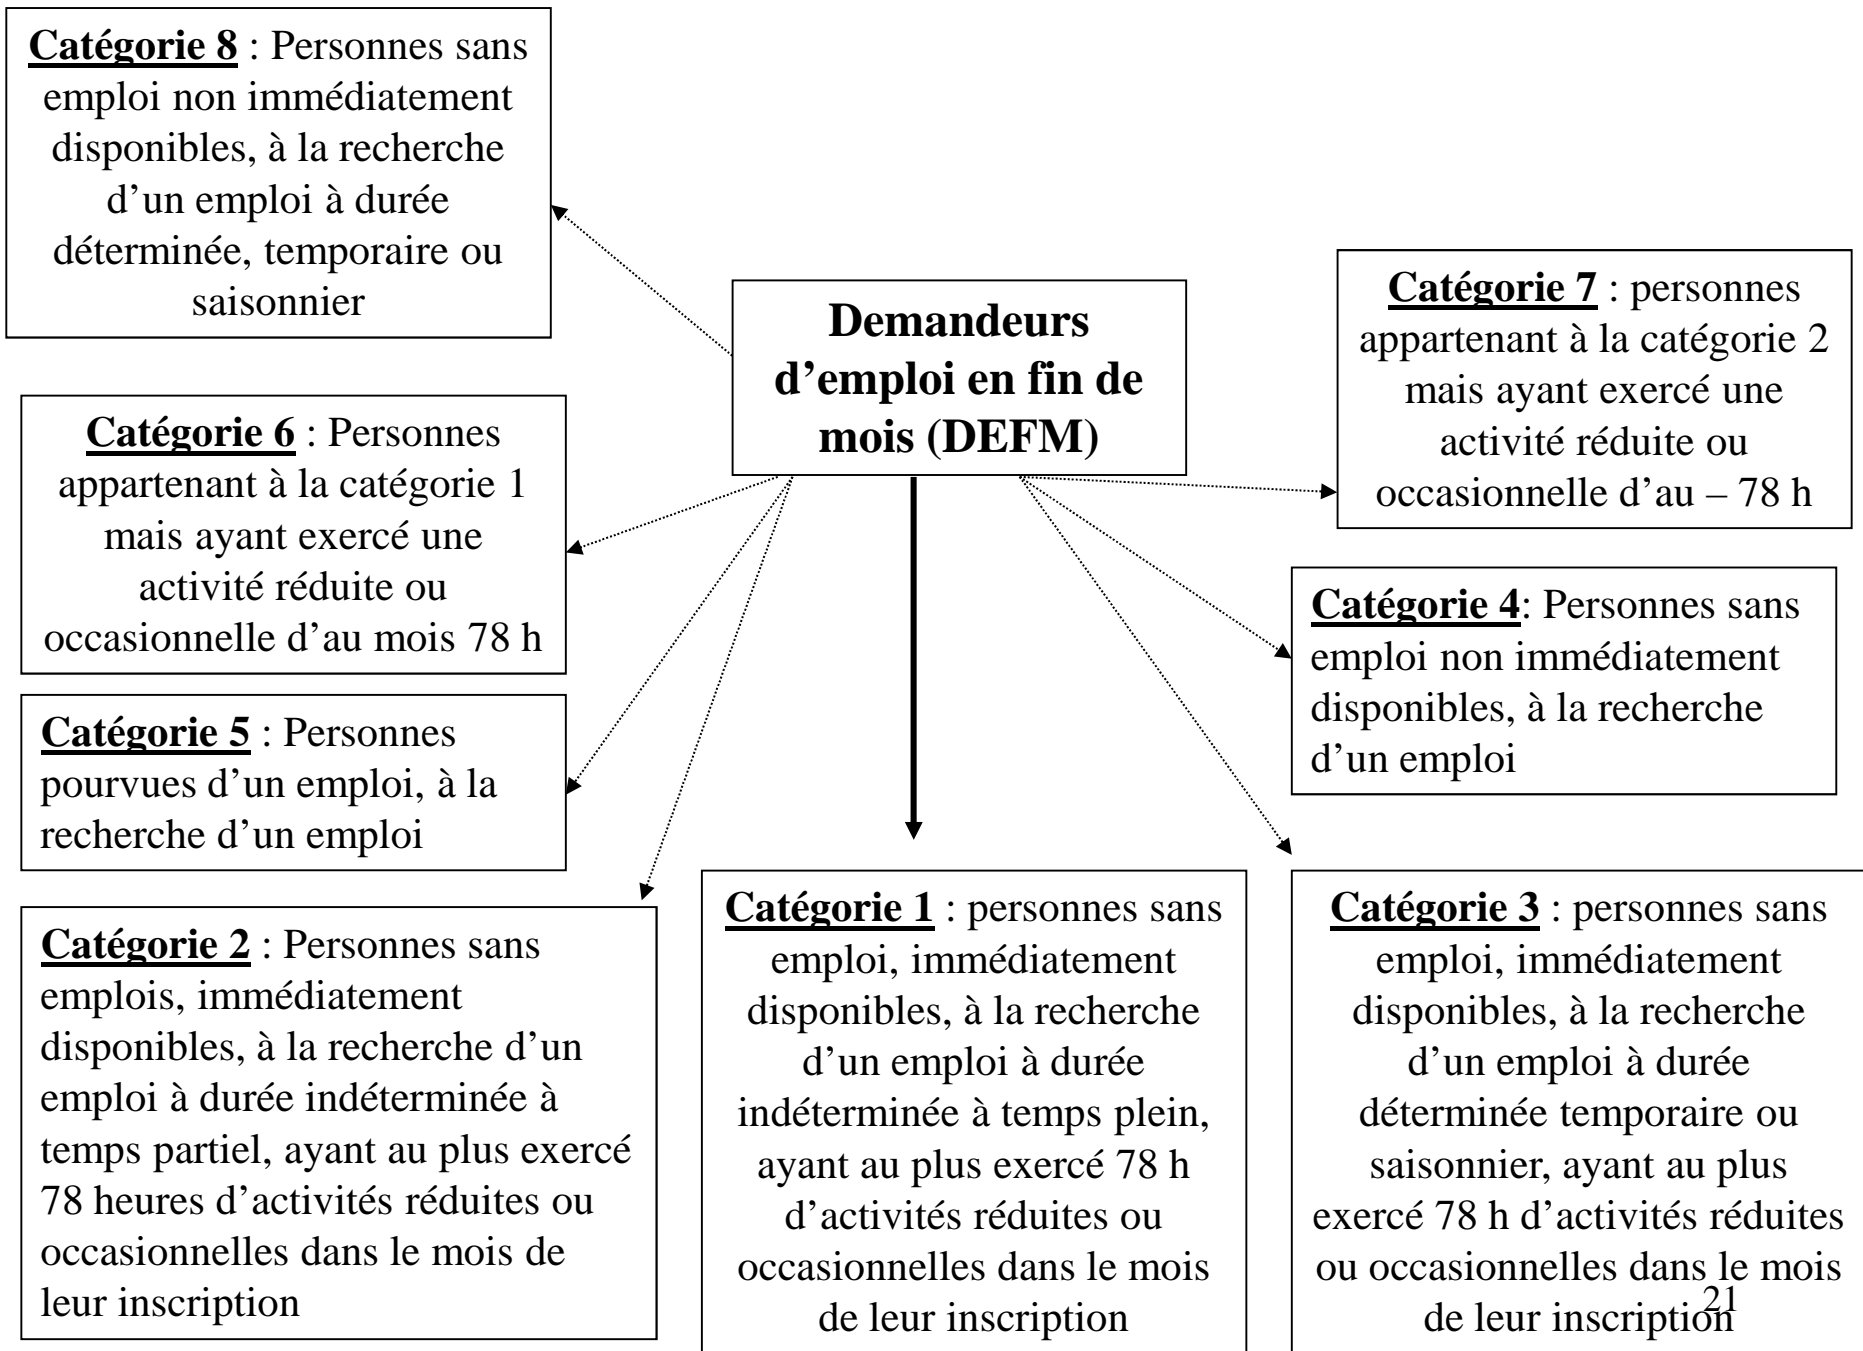 Catégorie 8 : Personnes sans
emploi non immédiatement
disponibles, à la recherche
d’un emploi à durée
déterminée, temporaire ou
saisonnier
Demandeurs
d’emploi en fin de
mois (DEFM)
Catégorie 7 : personnes
appartenant à la catégorie 2
mais ayant exercé une
activité réduite ou
occasionnelle d’au – 78 h
Catégorie 6 : Personnes
appartenant à la catégorie 1
mais ayant exercé une
activité réduite ou
occasionnelle d’au mois 78 h
Catégorie 4: Personnes sans
emploi non immédiatement
disponibles, à la recherche
d’un emploi
Catégorie 5 : Personnes
pourvues d’un emploi, à la
recherche d’un emploi
Catégorie 2 : Personnes sans
emplois, immédiatement
disponibles, à la recherche d’un
emploi à durée indéterminée à
temps partiel, ayant au plus exercé
78 heures d’activités réduites ou
occasionnelles dans le mois de
leur inscription
Catégorie 1 : personnes sans
emploi, immédiatement
disponibles, à la recherche
d’un emploi à durée
indéterminée à temps plein,
ayant au plus exercé 78 h
d’activités réduites ou
occasionnelles dans le mois
de leur inscription
Catégorie 3 : personnes sans
emploi, immédiatement
disponibles, à la recherche
d’un emploi à durée
déterminée temporaire ou
saisonnier, ayant au plus
exercé 78 h d’activités réduites
ou occasionnelles dans le mois
de leur inscription
21